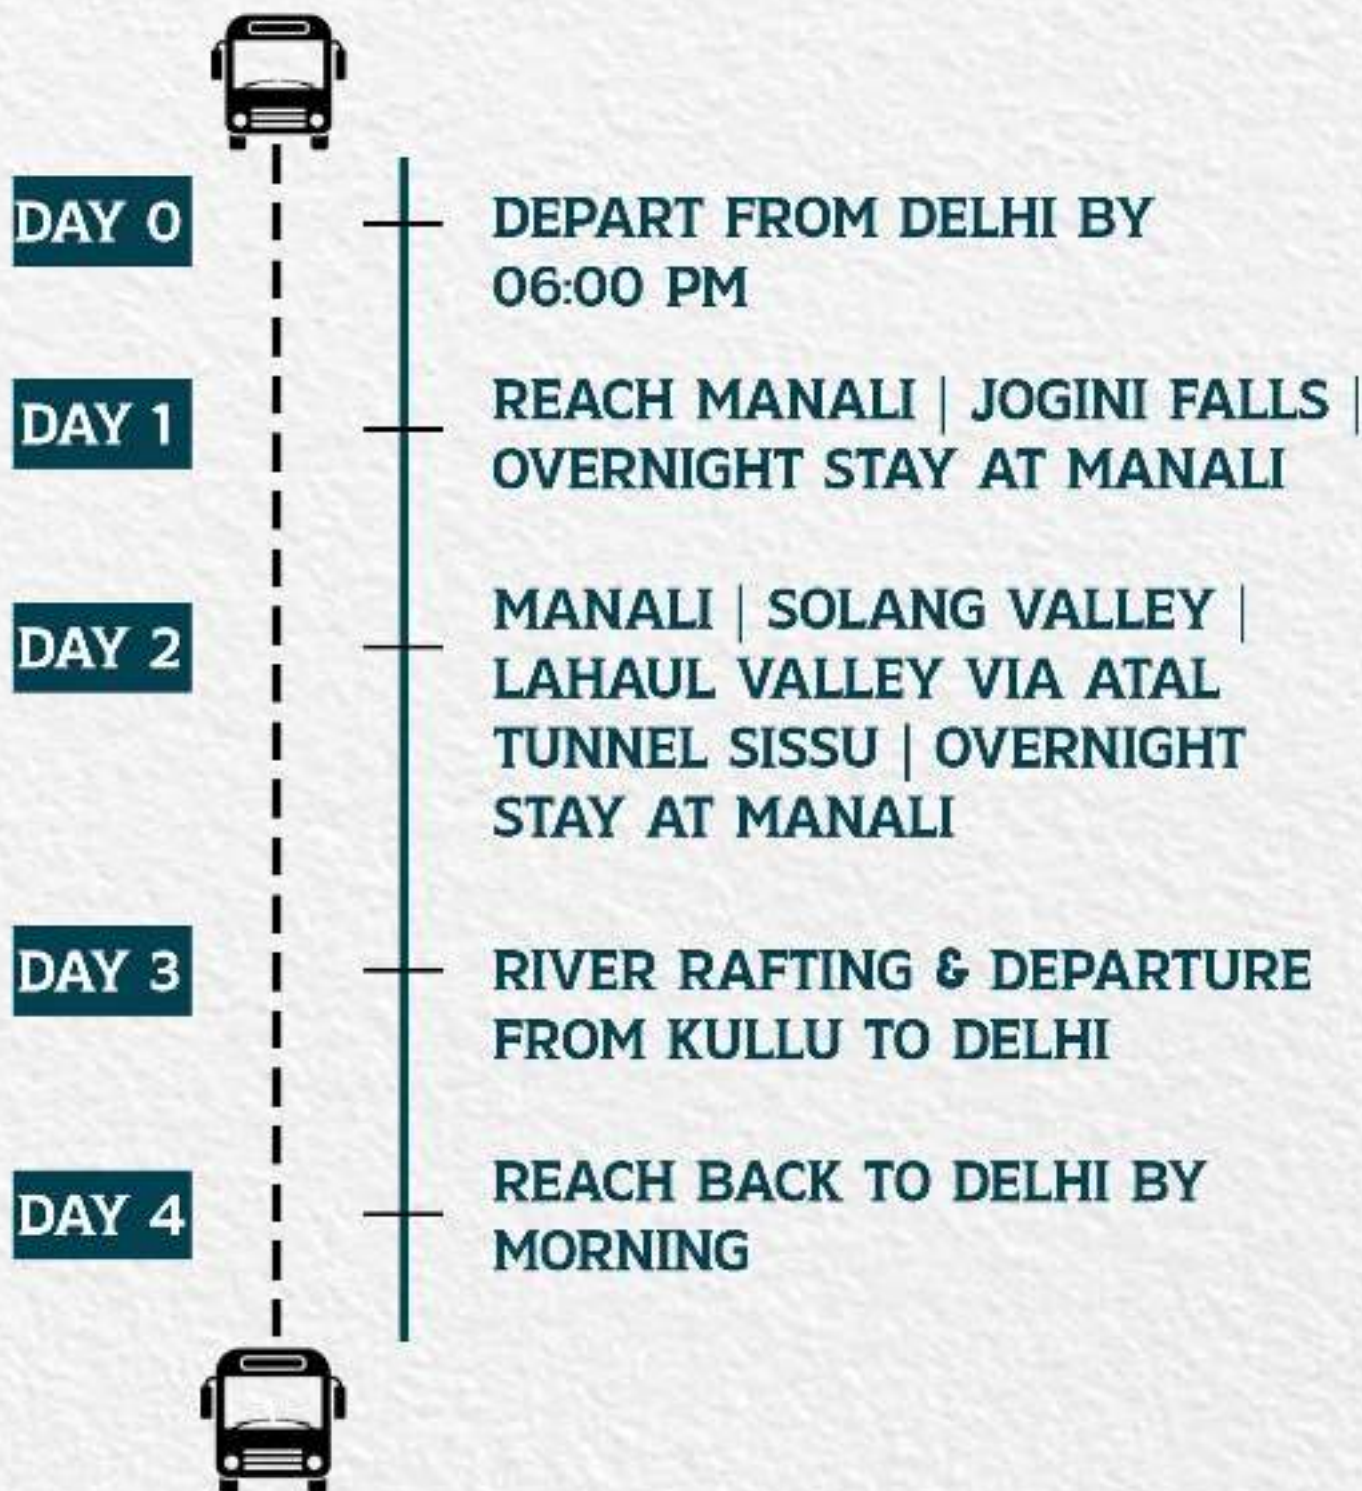 DAY 0
DEPART FROM DELHI BY
06:00 PM
DAY 1
REACH MANALI | JOGINI FALLS |
OVERNIGHT STAY AT MANALI
DAY 2
MANALI | SOLANG VALLEY |
LAHAUL VALLEY VIA ATAL
TUNNEL SISSU | OVERNIGHT
STAY AT MANALI
DAY 3
RIVER RAFTING & DEPARTURE
FROM KULLU TO DELHI
DAY 4
REACH BACK TO DELHI BY
MORNING